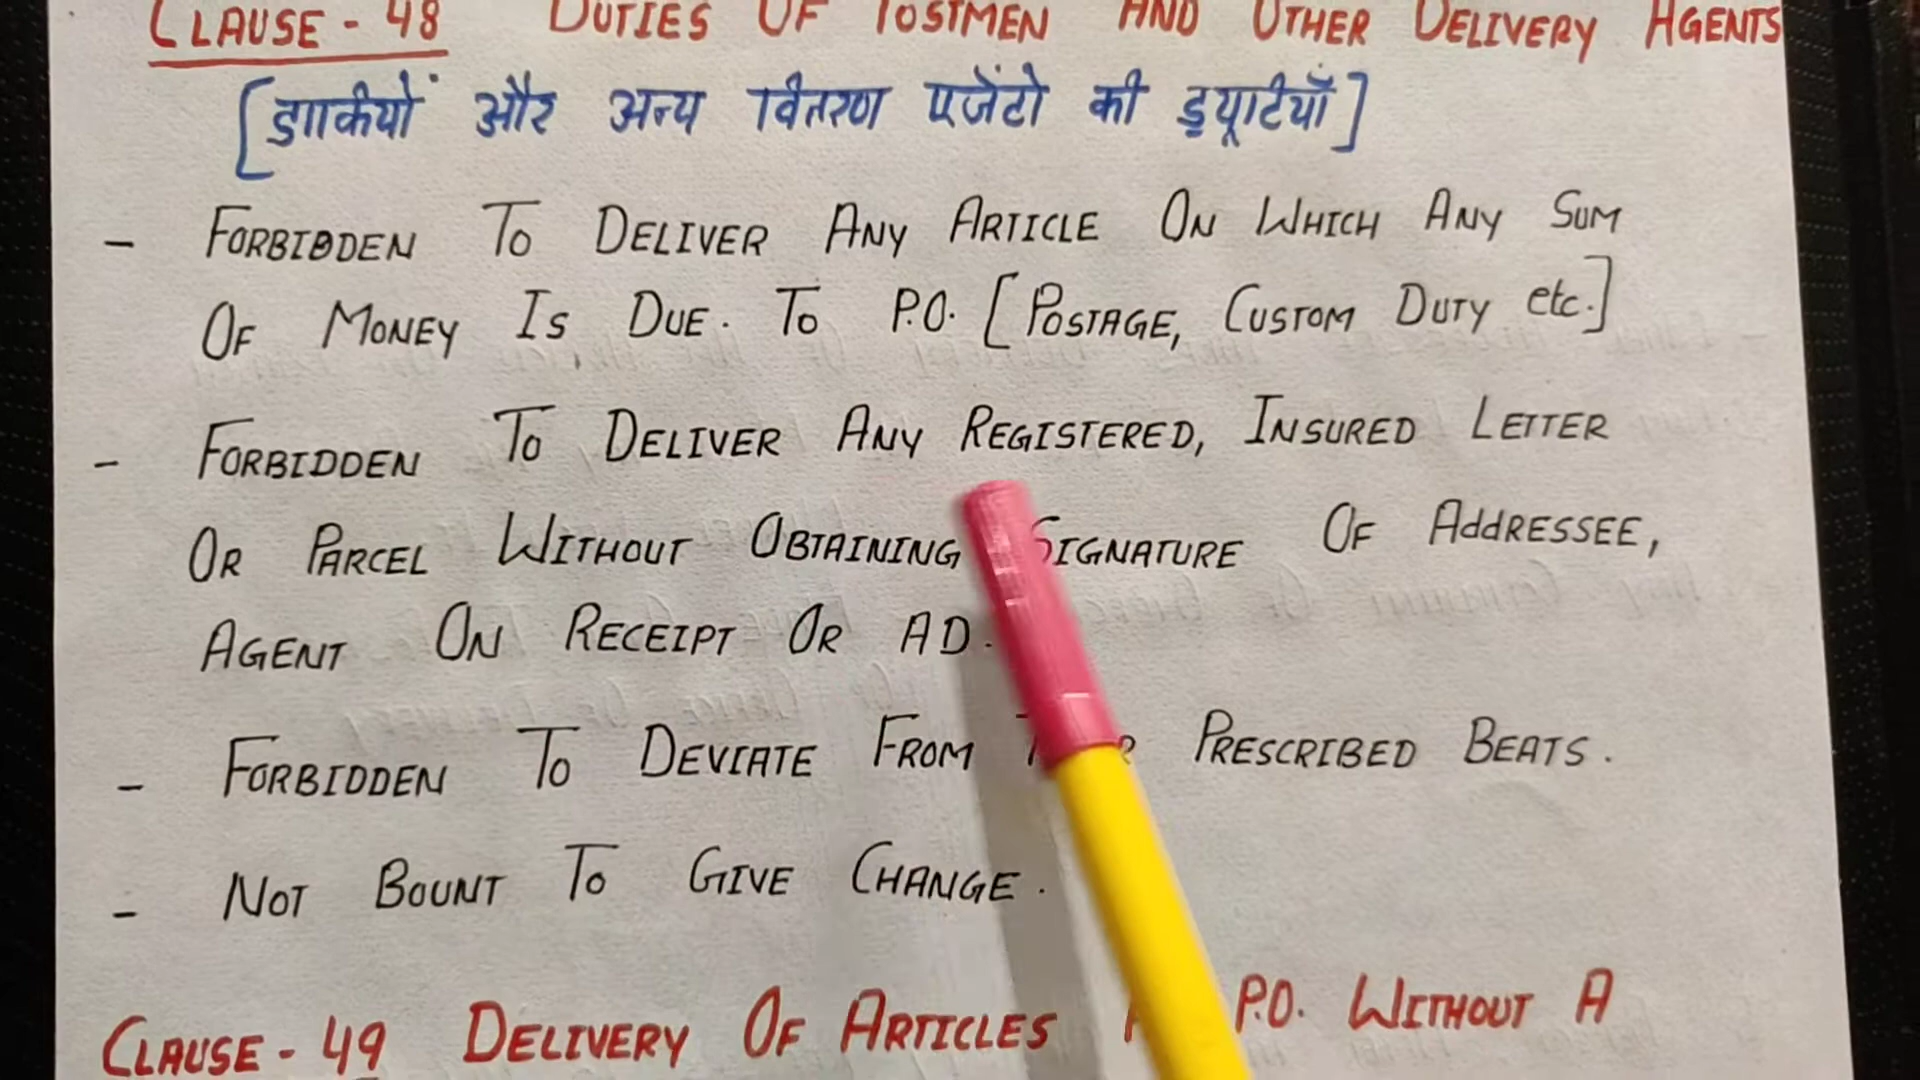 CLAUSE - 48 DUTIES OF POSTMEN AND OTHER DELIVERY AGENTS
[डाकीयों और अन्य वितरण एजेंटो की ड्यूटीयाँ]
- FORBIDDEN TO DELIVER ANY ARTICLE ON WHICH ANY SUM
OF MONEY IS DUE. TO P.O. [POSTAGE, CUSTOM DUTY etc.]
- FORBIDDEN TO DELIVER ANY REGISTERED, INSURED LETTER
OR PARCEL WITHOUT OBTAINING SIGNATURE OF ADDRESSEE,
AGENT ON RECEIPT OR AD.
- FORBIDDEN TO DEVIATE FROM PRESCRIBED BEATS.
- NOT BOUNT TO GIVE CHANGE.
CLAUSE - 49 DELIVERY OF ARTICLES P.O. WITHOUT A